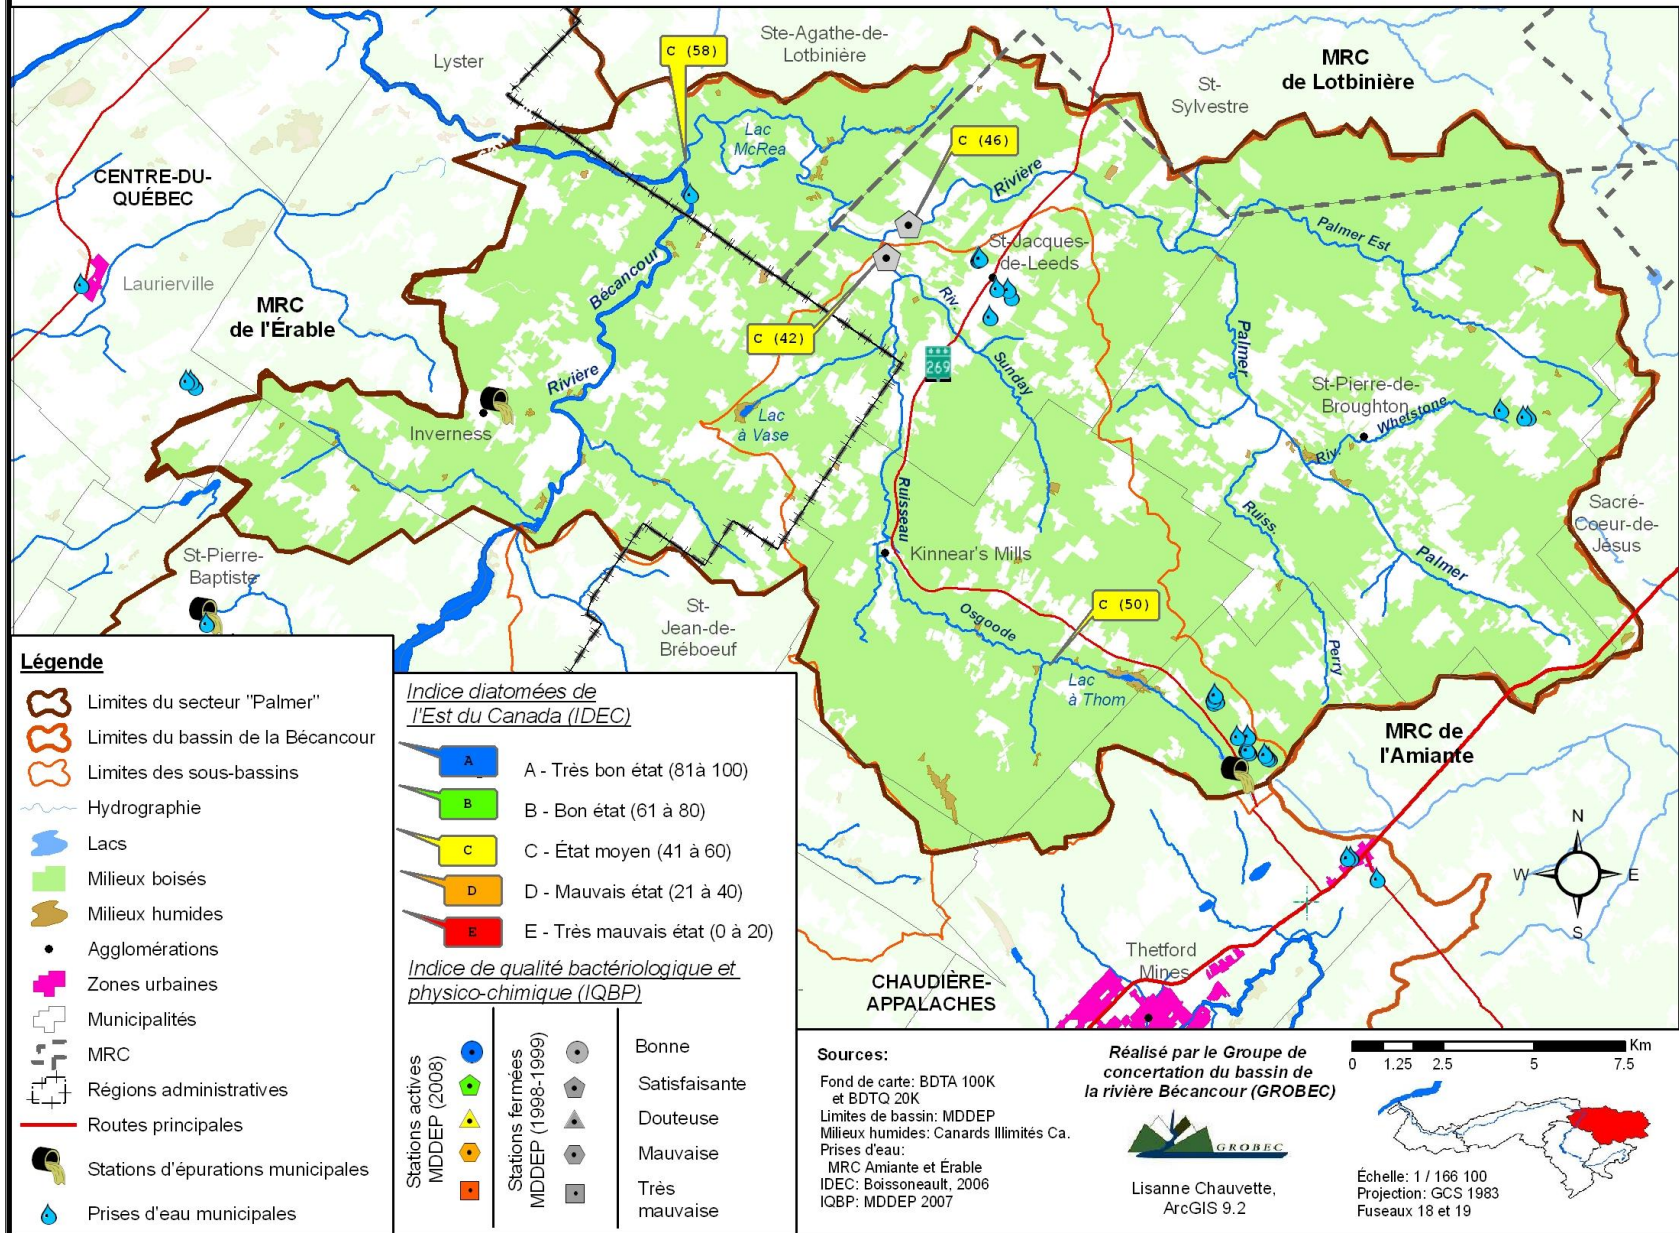 Lyster
C (58)
Ste-Agathe-de-
Lotbinière
MRC
de Lotbinière
St-
Sylvestre
Lac
McRea
C (46)
Rivière
CENTRE-DU-
QUÉBEC
Palmer Est
St-Jacques-
de-Leeds
Laurierville
Bécancour
MRC
de l'Érable
Riv.
C (42)
Palmer
269
Sunday
Rivière
St-Pierre-de-
Broughton
Whetstone
Inverness
Lac
à Vase
Riv.
Ruisseau
Ruiss.
Sacré-
Coeur-de-
Jésus
St-Pierre-
Baptiste
Kinnear's Mills
Palmer
St-
Jean-de-
Bréboeuf
Osgoode
C (50)
Perry
Lac
à Thom
MRC de
l'Amiante
Thetford
Mines
CHAUDIÈRE-
APPALACHES
N
W
E
S
Légende
Limites du secteur "Palmer"
Limites du bassin de la Bécancour
Limites des sous-bassins
Hydrographie
Lacs
Milieux boisés
Milieux humides
Agglomérations
Zones urbaines
Municipalités
MRC
Régions administratives
Routes principales
Stations d'épurations municipales
Prises d'eau municipales
Indice diatomées de
l'Est du Canada (IDEC)
A
A - Très bon état (81à 100)
B
B - Bon état (61 à 80)
C
C - État moyen (41 à 60)
D
D - Mauvais état (21 à 40)
E
E - Très mauvais état (0 à 20)
Indice de qualité bactériologique et
physico-chimique (IQBP)
Stations actives
MDDEP (2008)
Stations fermées
MDDEP (1998-1999)
Bonne
Satisfaisante
Douteuse
Mauvaise
Très
mauvaise
Sources:
Fond de carte: BDTA 100K
et BDTQ 20K
Limites de bassin: MDDEP
Milieux humides: Canards Illimités Ca.
Prises d'eau:
MRC Amiante et Érable
IDEC: Boissoneault, 2006
IQBP: MDDEP 2007
Réalisé par le Groupe de
concertation du bassin de
la rivière Bécancour (GROBEC)
GROBEC
Lisanne Chauvette,
ArcGIS 9.2
Km
0 1.25 2.5 5 7.5
Échelle: 1 / 166 100
Projection: GCS 1983
Fuseaux 18 et 19